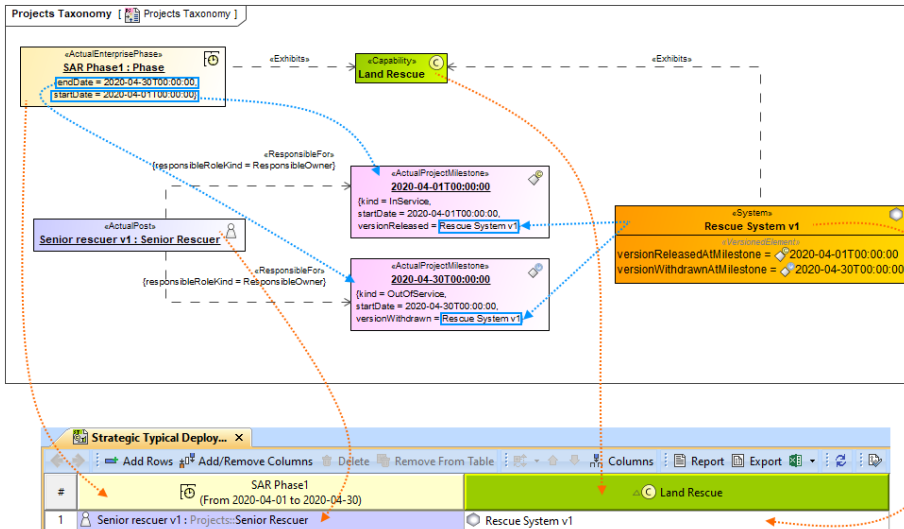 Projects Taxonomy [ Projects Taxonomy ]
«ActualEnterprisePhase»
SAR Phase1 : Phase
{endDate = 2020-04-30T00:00:00,
startDate = 2020-04-01T00:00:00}
«Exhibits»
«Capability»
Land Rescue
C
«Exhibits»
«ResponsibleFor»
{responsibleRoleKind = ResponsibleOwner}
«ActualProjectMilestone»
2020-04-01T00:00:00
{kind = InService,
startDate = 2020-04-01T00:00:00,
versionReleased = Rescue System v1}
«ActualPost»
Senior rescuer v1 : Senior Rescuer
«System»
Rescue System v1
«VersionedElement»
versionReleasedAtMilestone = 2020-04-01T00:00:00
versionWithdrawnAtMilestone = 2020-04-30T00:00:00
«ResponsibleFor»
{responsibleRoleKind = ResponsibleOwner}
«ActualProjectMilestone»
2020-04-30T00:00:00
{kind = OutOfService,
startDate = 2020-04-30T00:00:00,
versionWithdrawn = Rescue System v1}
Strategic Typical Deploy... ×
Add Rows Add/Remove Columns Delete Remove From Table Columns Report Export
# SAR Phase1
(From 2020-04-01 to 2020-04-30)
C Land Rescue
1 Senior rescuer v1 : Projects::Senior Rescuer Rescue System v1